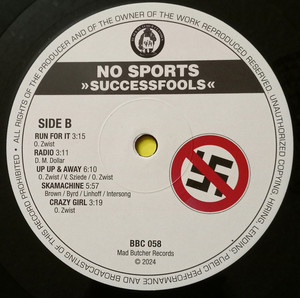 • ALL RIGHTS OF THE PRODUCER AND OF THE OWNER OF THE WORK REPRODUCED RESERVED. UNAUTHORIZED COPYING, HIRING, LENDING, PUBLIC PERFORMANCE AND BROADCASTING OF THIS RECORD PROHIBITED
NO SPORTS
»SUCCESSFOOLS«
SIDE B
RUN FOR IT 3:15
O. Zwist
RADIO 3:11
D. M. Dollar
UP UP & AWAY 6:10
O. Zwist / V. Sziede / D. Zwist
SKAMACHINE 5:57
Brown / Byrd / Linhoff / Intersong
CRAZY GIRL 3:19
O. Zwist
BBC 058
Mad Butcher Records
© 2024